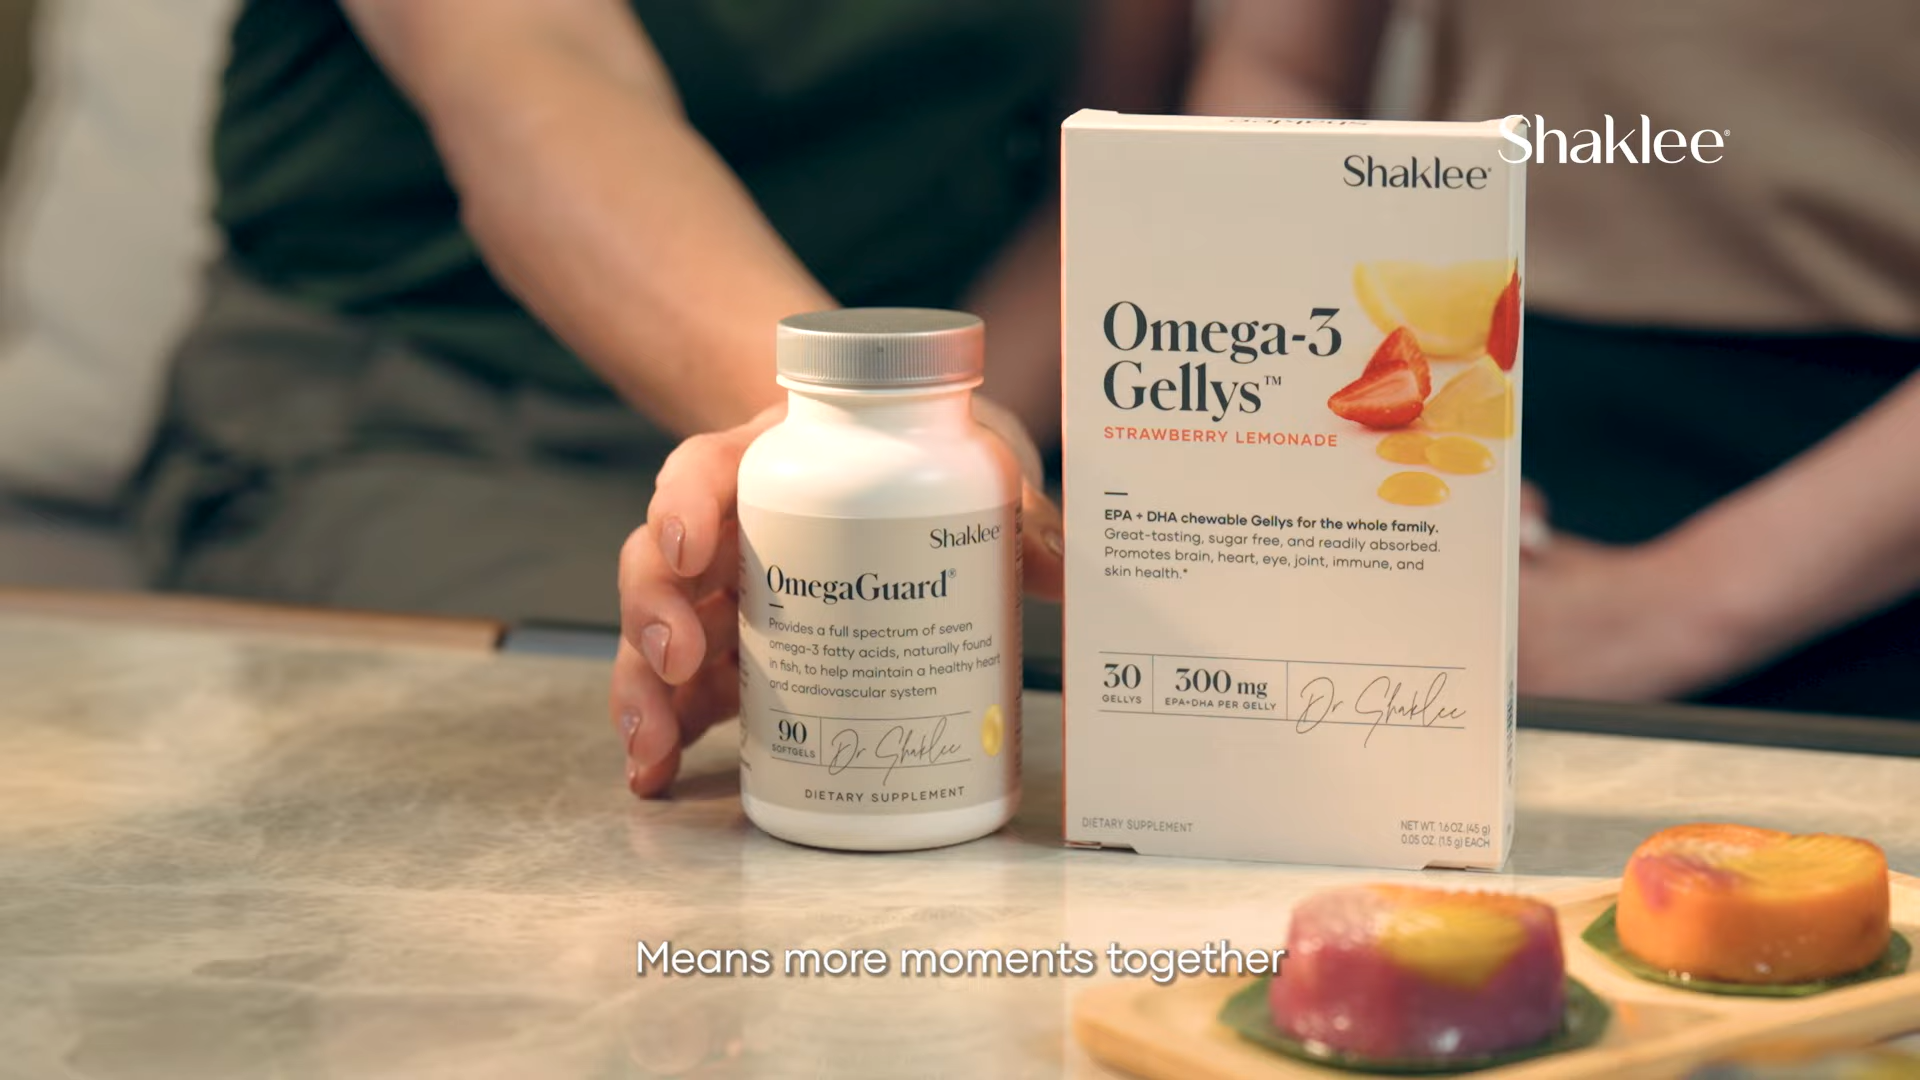 Shaklee®
Shaklee®
Omega-3
Gellys™
STRAWBERRY LEMONADE
EPA + DHA chewable Gellys for the whole family.
Great-tasting, sugar free, and readily absorbed.
Promotes brain, heart, eye, joint, immune, and
skin health.*
30
GELLYS
300 mg
EPA+DHA PER GELLY
Dr Shaklee
DIETARY SUPPLEMENT
NET WT. 1.6 OZ. (45 g)
0.05 OZ. (1.5 g) EACH
Shaklee
OmegaGuard®
Provides a full spectrum of seven
omega-3 fatty acids, naturally found
in fish, to help maintain a healthy heart
and cardiovascular system
90
SOFTGELS
Dr Shaklee
DIETARY SUPPLEMENT
Means more moments together